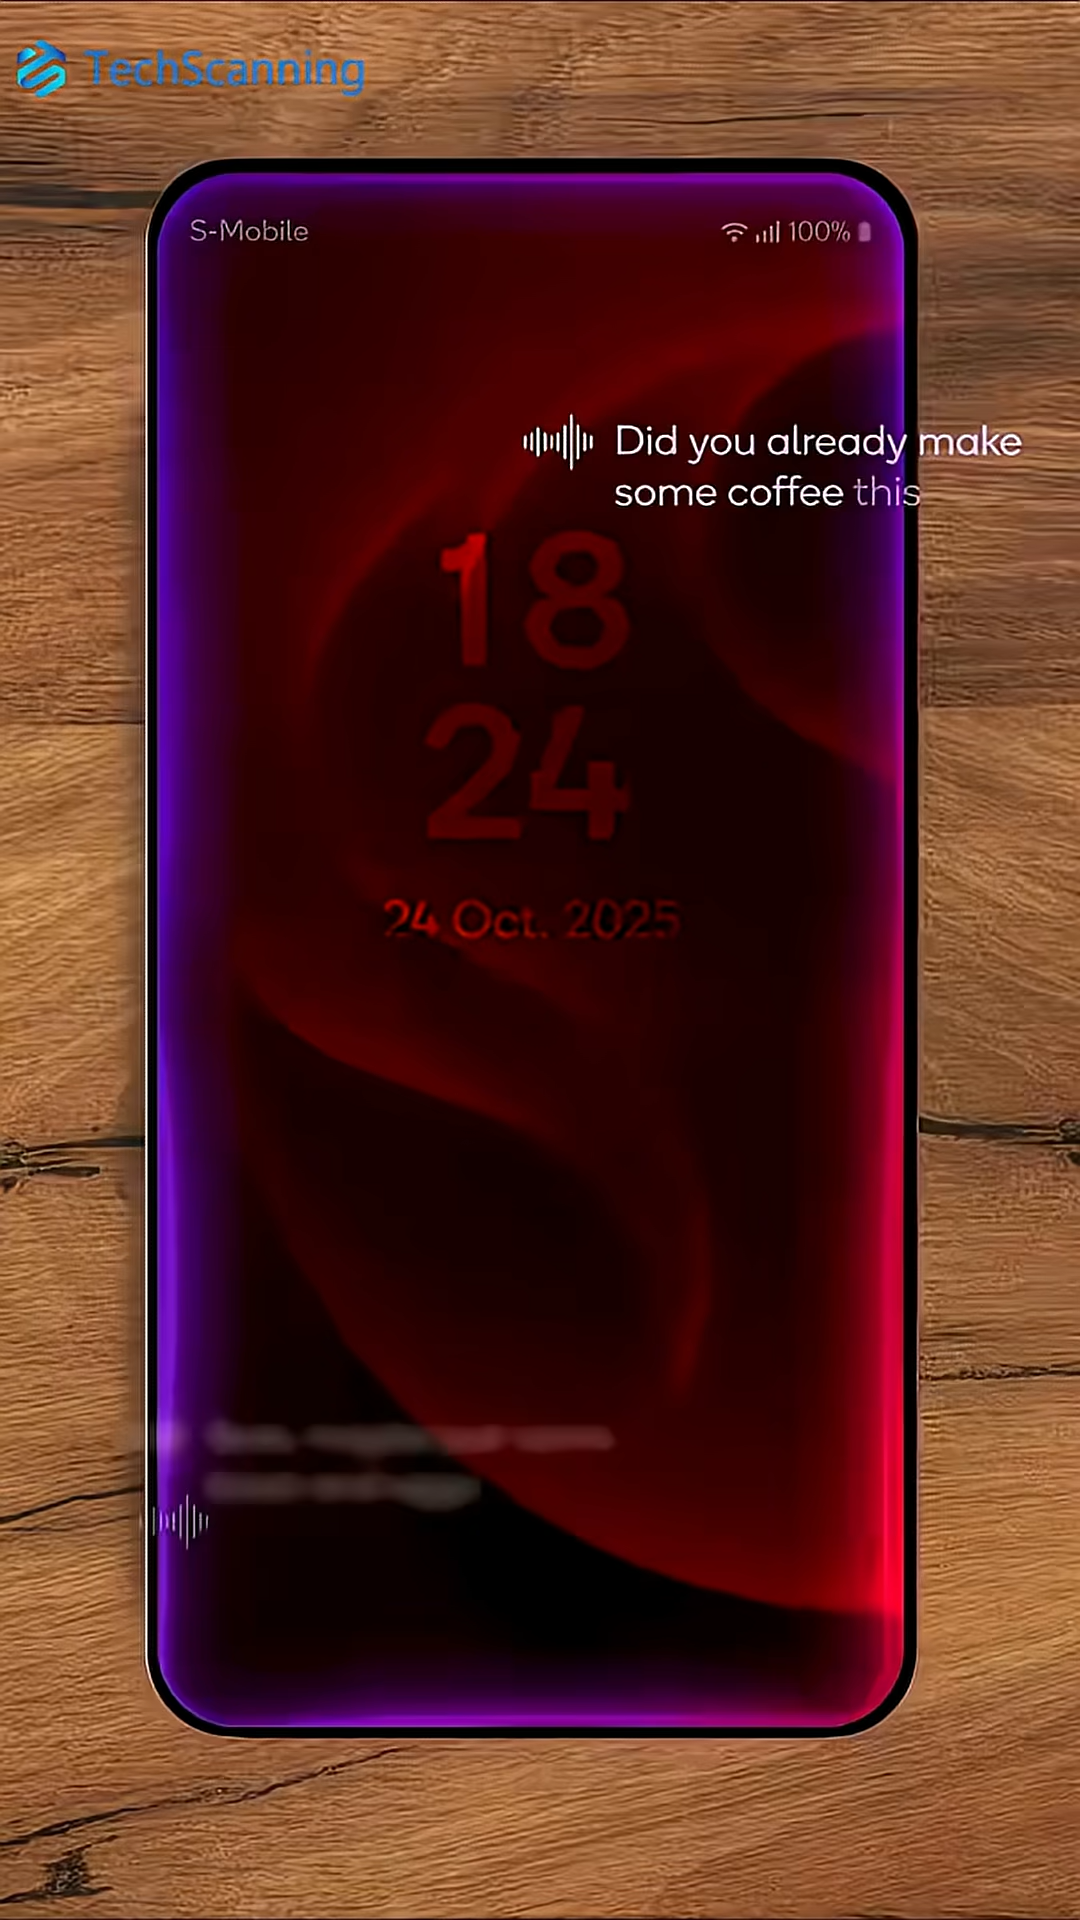 TechScanning
S-Mobile
100%
Did you already make
some coffee this
18
24
24 Oct. 2025